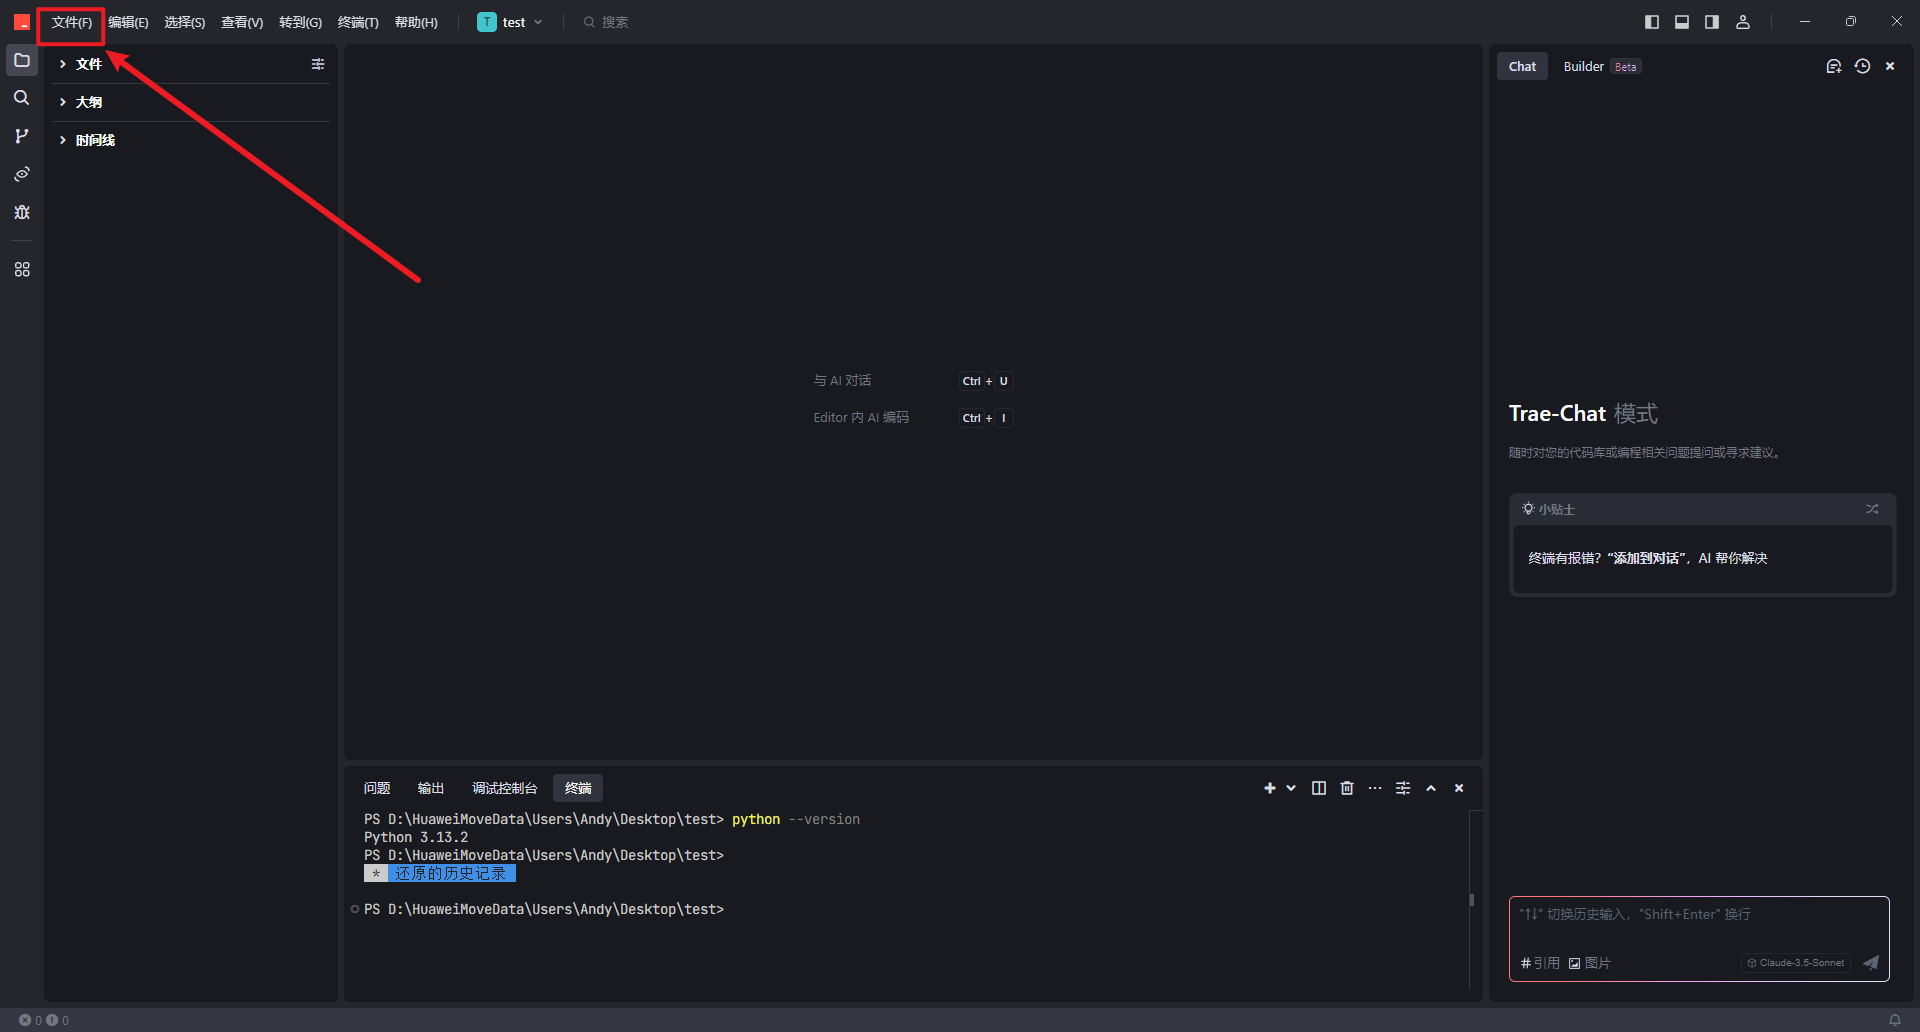 文件(F) 编辑(E) 选择(S) 查看(V) 转到(G) 终端(T) 帮助(H) T test 搜索
文件
大纲
时间线
与 AI 对话 Ctrl + U
Editor 内 AI 编码 Ctrl + I
Chat Builder Beta
Trae-Chat 模式
随时对您的代码库或编程相关问题提问或寻求建议。
小贴士
终端有报错？“添加到对话”，AI 帮你解决
问题 输出 调试控制台 终端
PS D:\HuaweiMoveData\Users\Andy\Desktop\test> python --version
Python 3.13.2
PS D:\HuaweiMoveData\Users\Andy\Desktop\test>
* 还原的历史记录
PS D:\HuaweiMoveData\Users\Andy\Desktop\test>
"↑↓" 切换历史输入，"Shift+Enter" 换行
#引用 图片 Claude-3.5-Sonnet
0 0